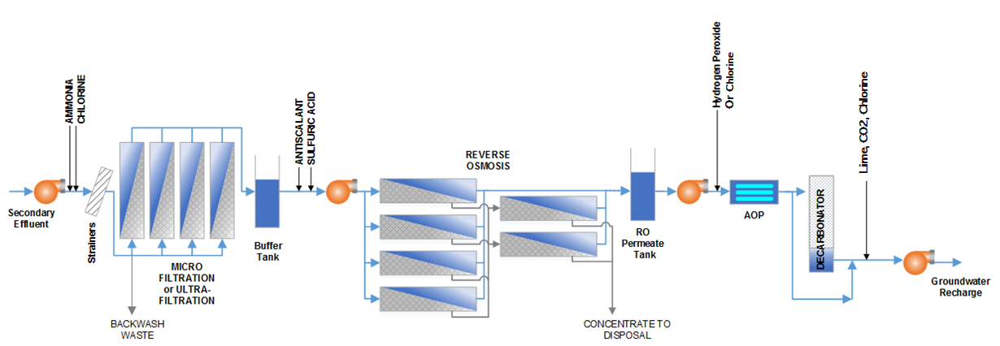 Secondary
Effluent
AMMONIA
CHLORINE
Strainers
MICRO
FILTRATION
or ULTRA-
FILTRATION
BACKWASH
WASTE
Buffer
Tank
ANTISCALANT
SULFURIC ACID
REVERSE
OSMOSIS
CONCENTRATE TO
DISPOSAL
RO
Permeate
Tank
Hydrogen Peroxide
Or Chlorine
AOP
DECARBONATOR
Lime, CO2, Chlorine
Groundwater
Recharge